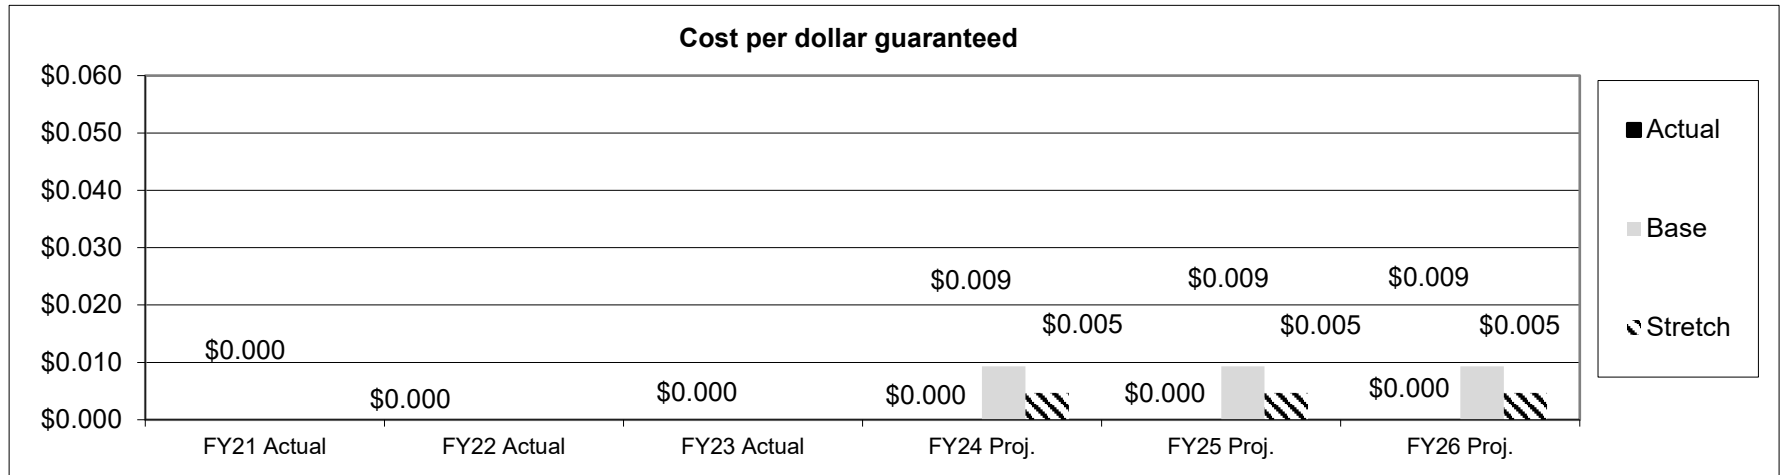 Cost per dollar guaranteed
$0.060
$0.050
$0.040
$0.030
$0.020
$0.010
$0.000
$0.000
$0.000
$0.000
$0.000
$0.009
$0.005
$0.000
$0.009
$0.005
$0.000
$0.009
$0.005
FY21 Actual
FY22 Actual
FY23 Actual
FY24 Proj.
FY25 Proj.
FY26 Proj.
Actual
Base
Stretch